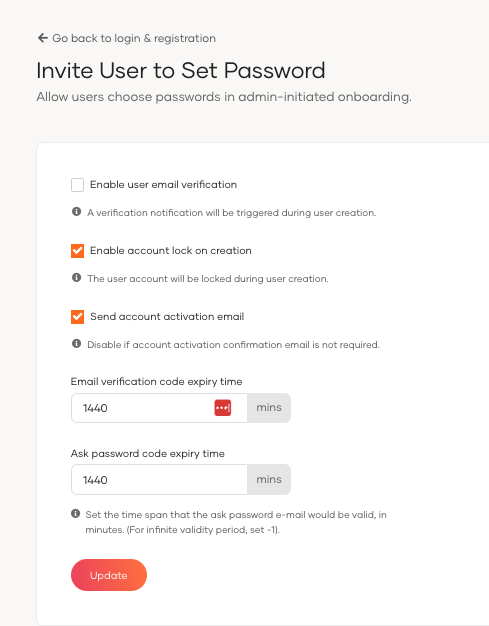 Go back to login & registration
Invite User to Set Password
Allow users choose passwords in admin-initiated onboarding.
Enable user email verification
A verification notification will be triggered during user creation.
Enable account lock on creation
The user account will be locked during user creation.
Send account activation email
Disable if account activation confirmation email is not required.
Email verification code expiry time
1440 mins
Ask password code expiry time
1440 mins
Set the time span that the ask password e-mail would be valid, in
minutes. (For infinite validity period, set -1).
Update